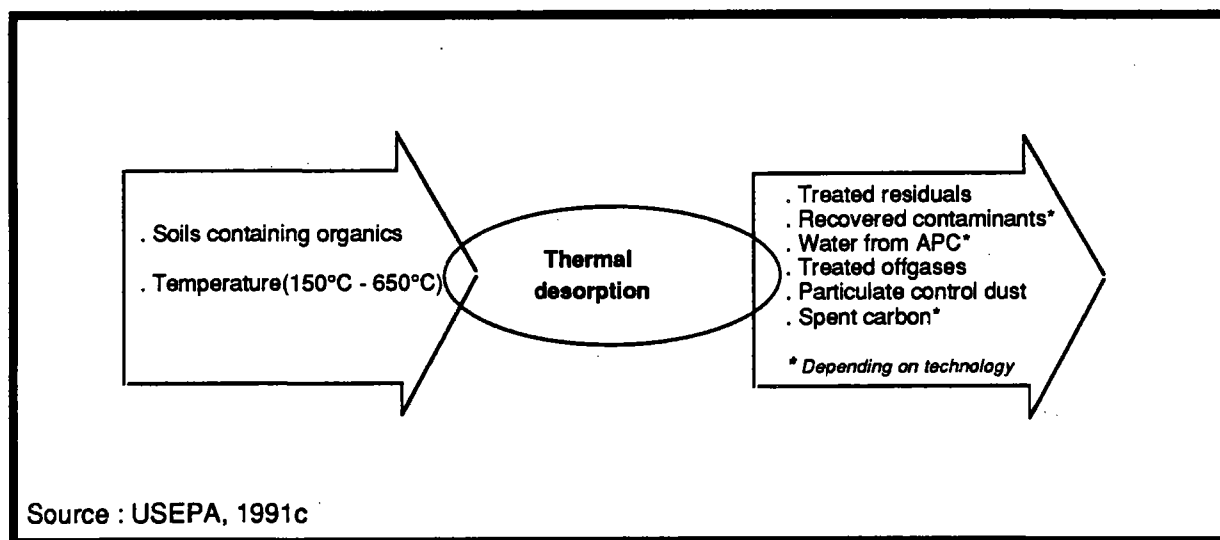 . Soils containing organics
. Temperature(150°C - 650°C)
Thermal
desorption
. Treated residuals
. Recovered contaminants*
. Water from APC*
. Treated offgases
. Particulate control dust
. Spent carbon*
* Depending on technology
Source : USEPA, 1991c